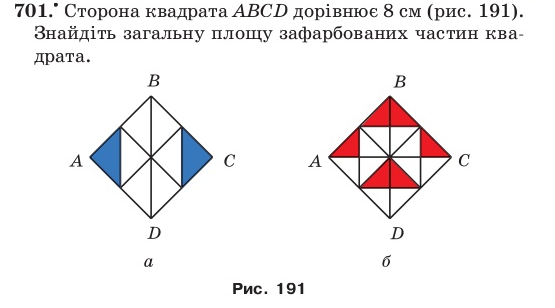 701.• Сторона квадрата ABCD дорівнює 8 см (рис. 191).
Знайдіть загальну площу зафарбованих частин ква-
драта.
B B
A C A C
D D
а б
Рис. 191